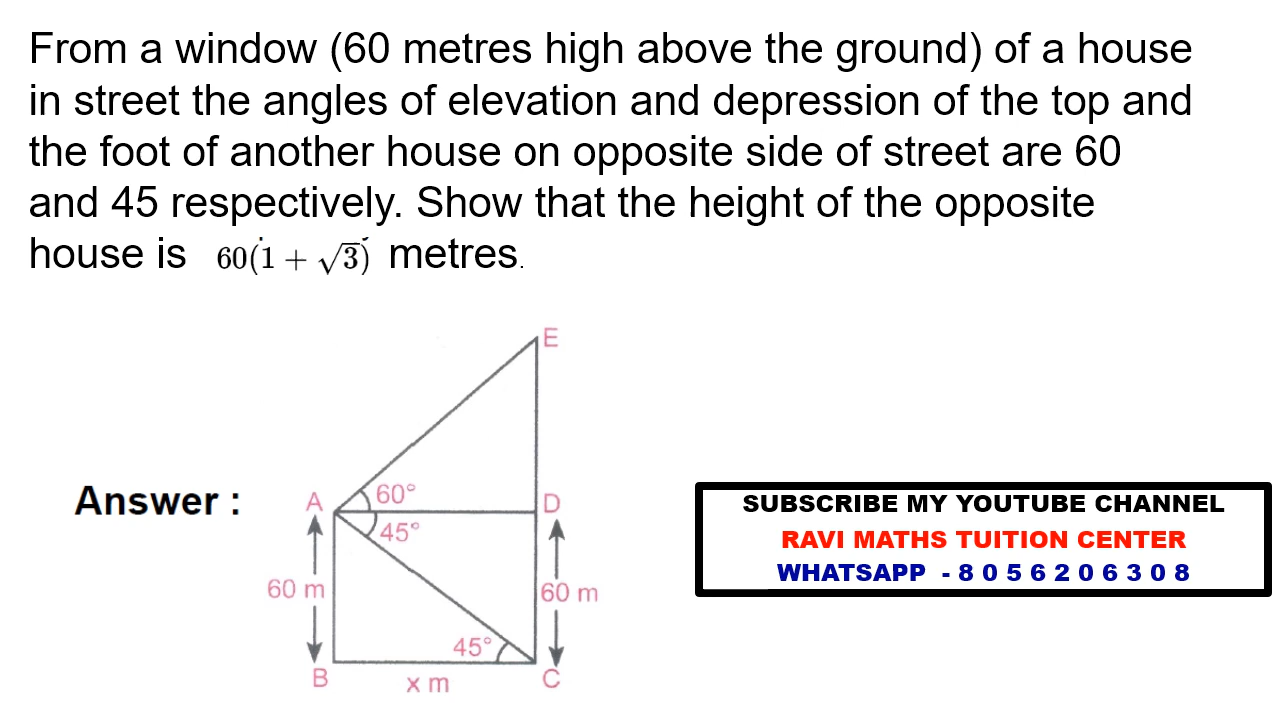 From a window (60 metres high above the ground) of a house
in street the angles of elevation and depression of the top and
the foot of another house on opposite side of street are 60
and 45 respectively. Show that the height of the opposite
house is 60(1 + √3) metres.
E
Answer :
A
60°
D
45°
60 m
60 m
45°
B
x m
C
SUBSCRIBE MY YOUTUBE CHANNEL
RAVI MATHS TUITION CENTER
WHATSAPP - 8 0 5 6 2 0 6 3 0 8